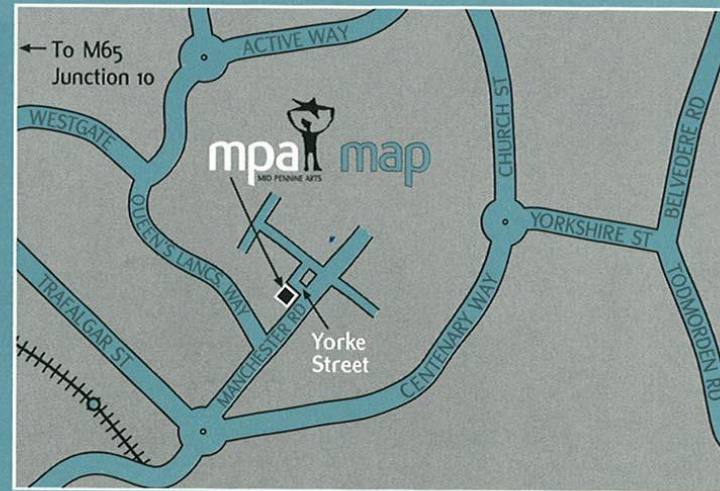 ACTIVE WAY
To M65
Junction 10
WESTGATE
mpa map
MID PENNINE ARTS
CHURCH ST
BELVEDERE RD
YORKSHIRE ST
QUEEN'S LANCS. WAY
TRAFALGAR ST
MANCHESTER RD
Yorke
Street
CENTENARY WAY
TODMORDEN RD